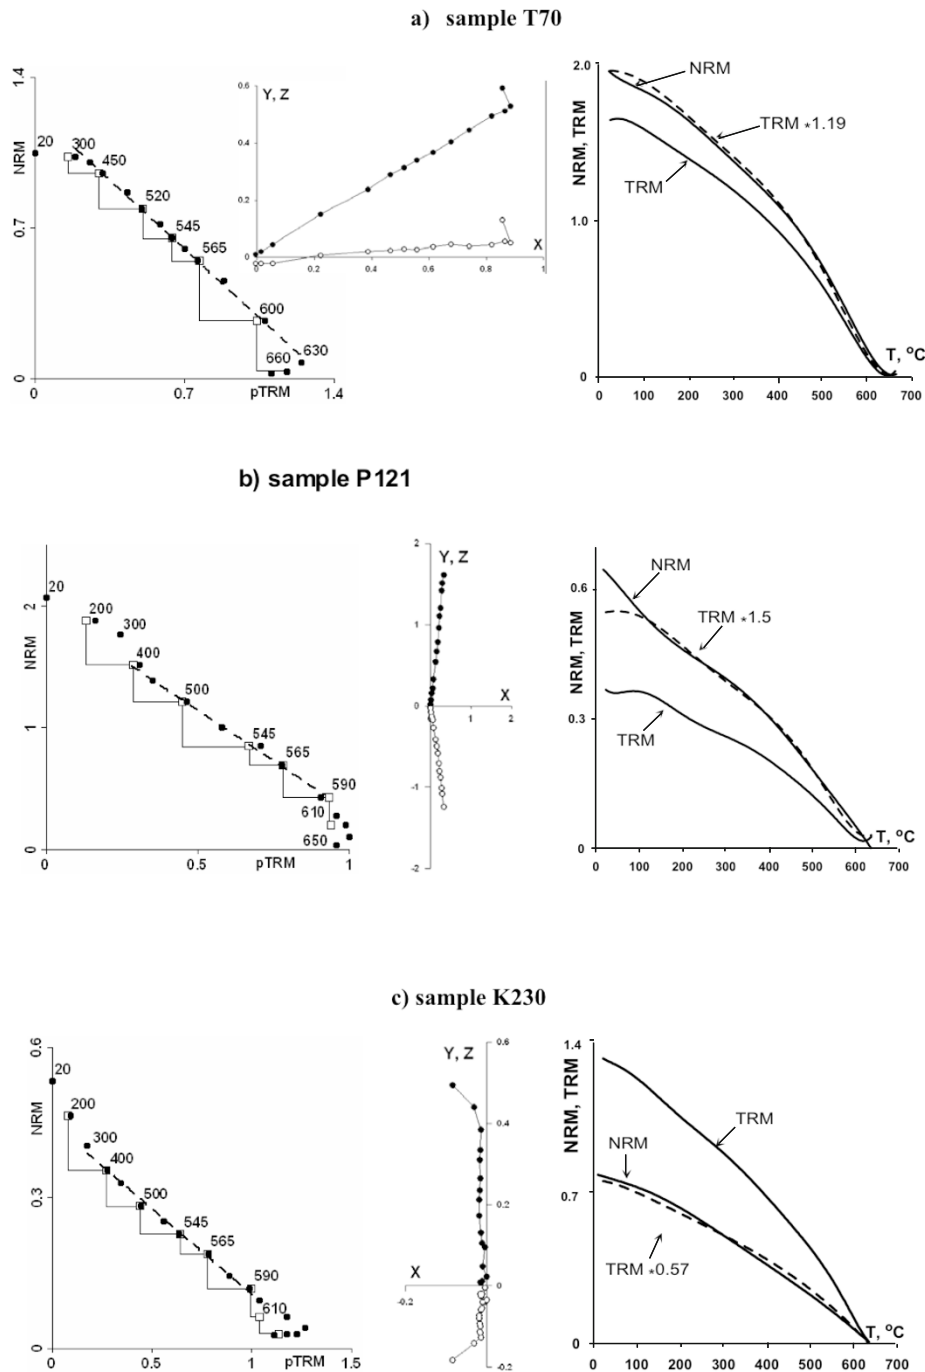 a) sample T70
1.4
NRM
0.7
0
20
300
450
520
545
565
600
630
660
0
0.7
pTRM
1.4
0.6
Y, Z
0.4
0.2
0
X
0
0.2
0.4
0.6
0.8
1
2.0
NRM, TRM
1.0
0
NRM
TRM *1.19
TRM
T, °C
0 100 200 300 400 500 600 700
b) sample P121
2
NRM
1
0
20
200
300
400
500
545
565
590
610
650
0
0.5
pTRM
1
2
Y, Z
1
0
X
0
1
2
-1
-2
0.6
NRM, TRM
0.3
0
NRM
TRM *1.5
TRM
T, °C
0 100 200 300 400 500 600 700
c) sample K230
0.6
NRM
0.3
0
20
200
300
400
500
545
565
590
610
0
0.5
1
pTRM
1.5
0.6
Y, Z
0.4
0.2
X
-0.2
0.0
-0.2
1.4
NRM, TRM
0.7
0
TRM
NRM
TRM *0.57
T, °C
0 100 200 300 400 500 600 700